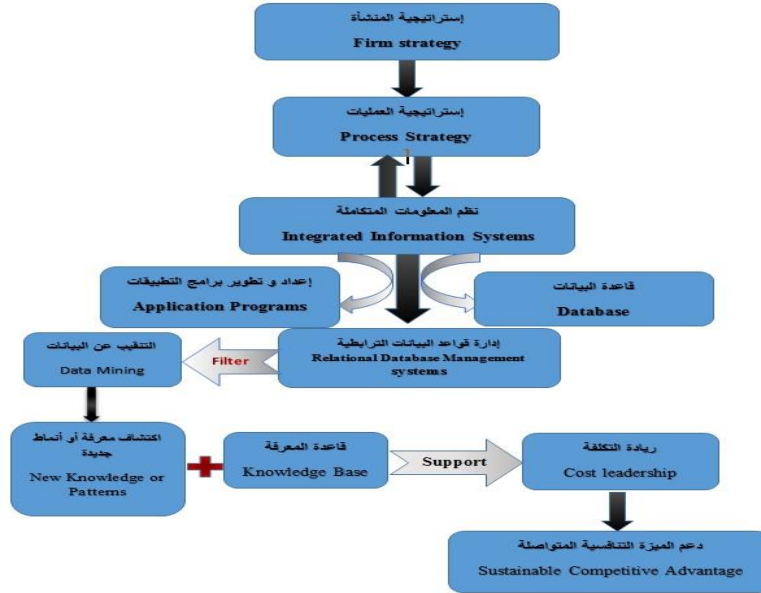 إستراتيجية المنشأة
Firm strategy
إستراتيجية العمليات
Process Strategy
نظم المعلومات المتكاملة
Integrated Information Systems
إعداد و تطوير برامج التطبيقات
Application Programs
قاعدة البيانات
Database
إدارة قواعد البيانات الترابطية
Relational Database Management
systems
Filter
التنقيب عن البيانات
Data Mining
اكتشاف معرفة أو أنماط
جديدة
New Knowledge or
Patterns
قاعدة المعرفة
Knowledge Base
Support
ريادة التكلفة
Cost leadership
دعم الميزة التنافسية المتواصلة
Sustainable Competitive Advantage